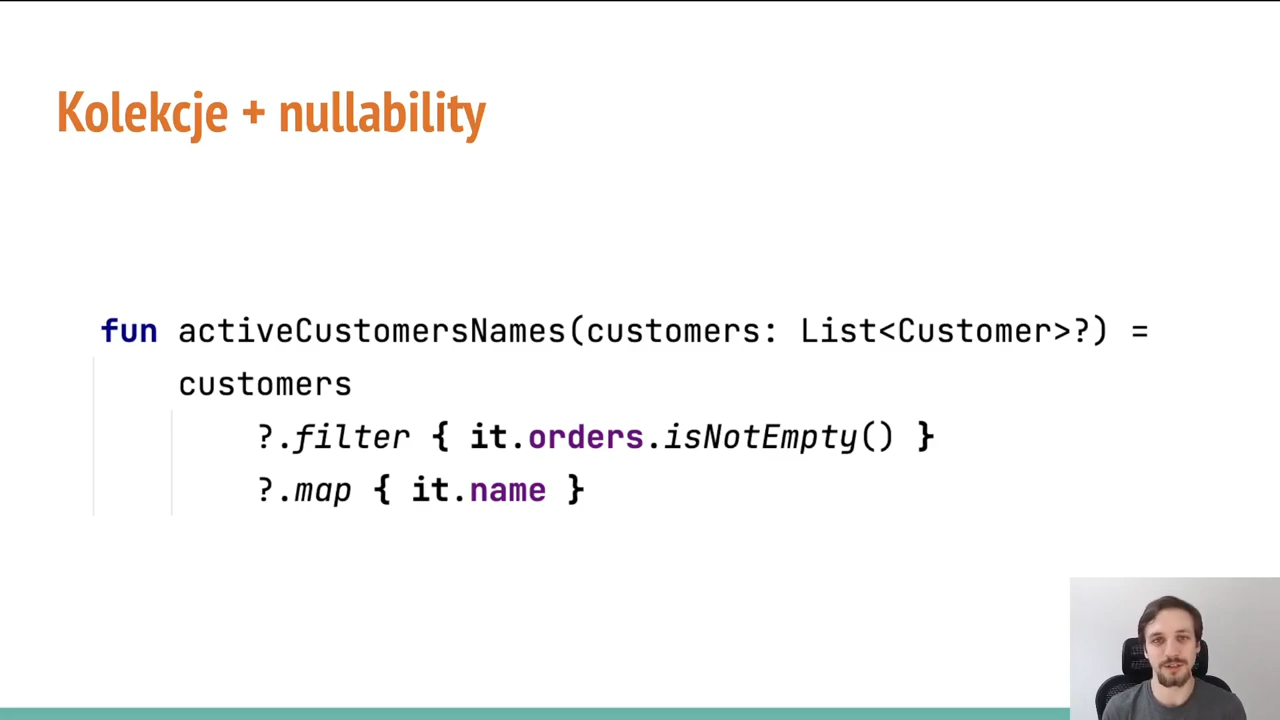 Kolekcje + nullability
fun activeCustomersNames(customers: List<Customer>?) =
customers
?.filter { it.orders.isNotEmpty() }
?.map { it.name }